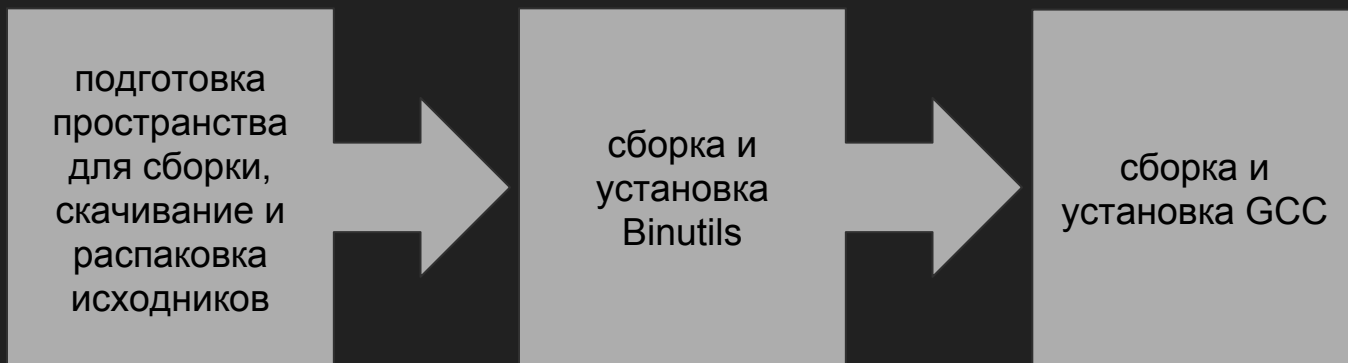 подготовка
пространства
для сборки,
скачивание и
распаковка
исходников
сборка и
установка
Binutils
сборка и
установка GCC